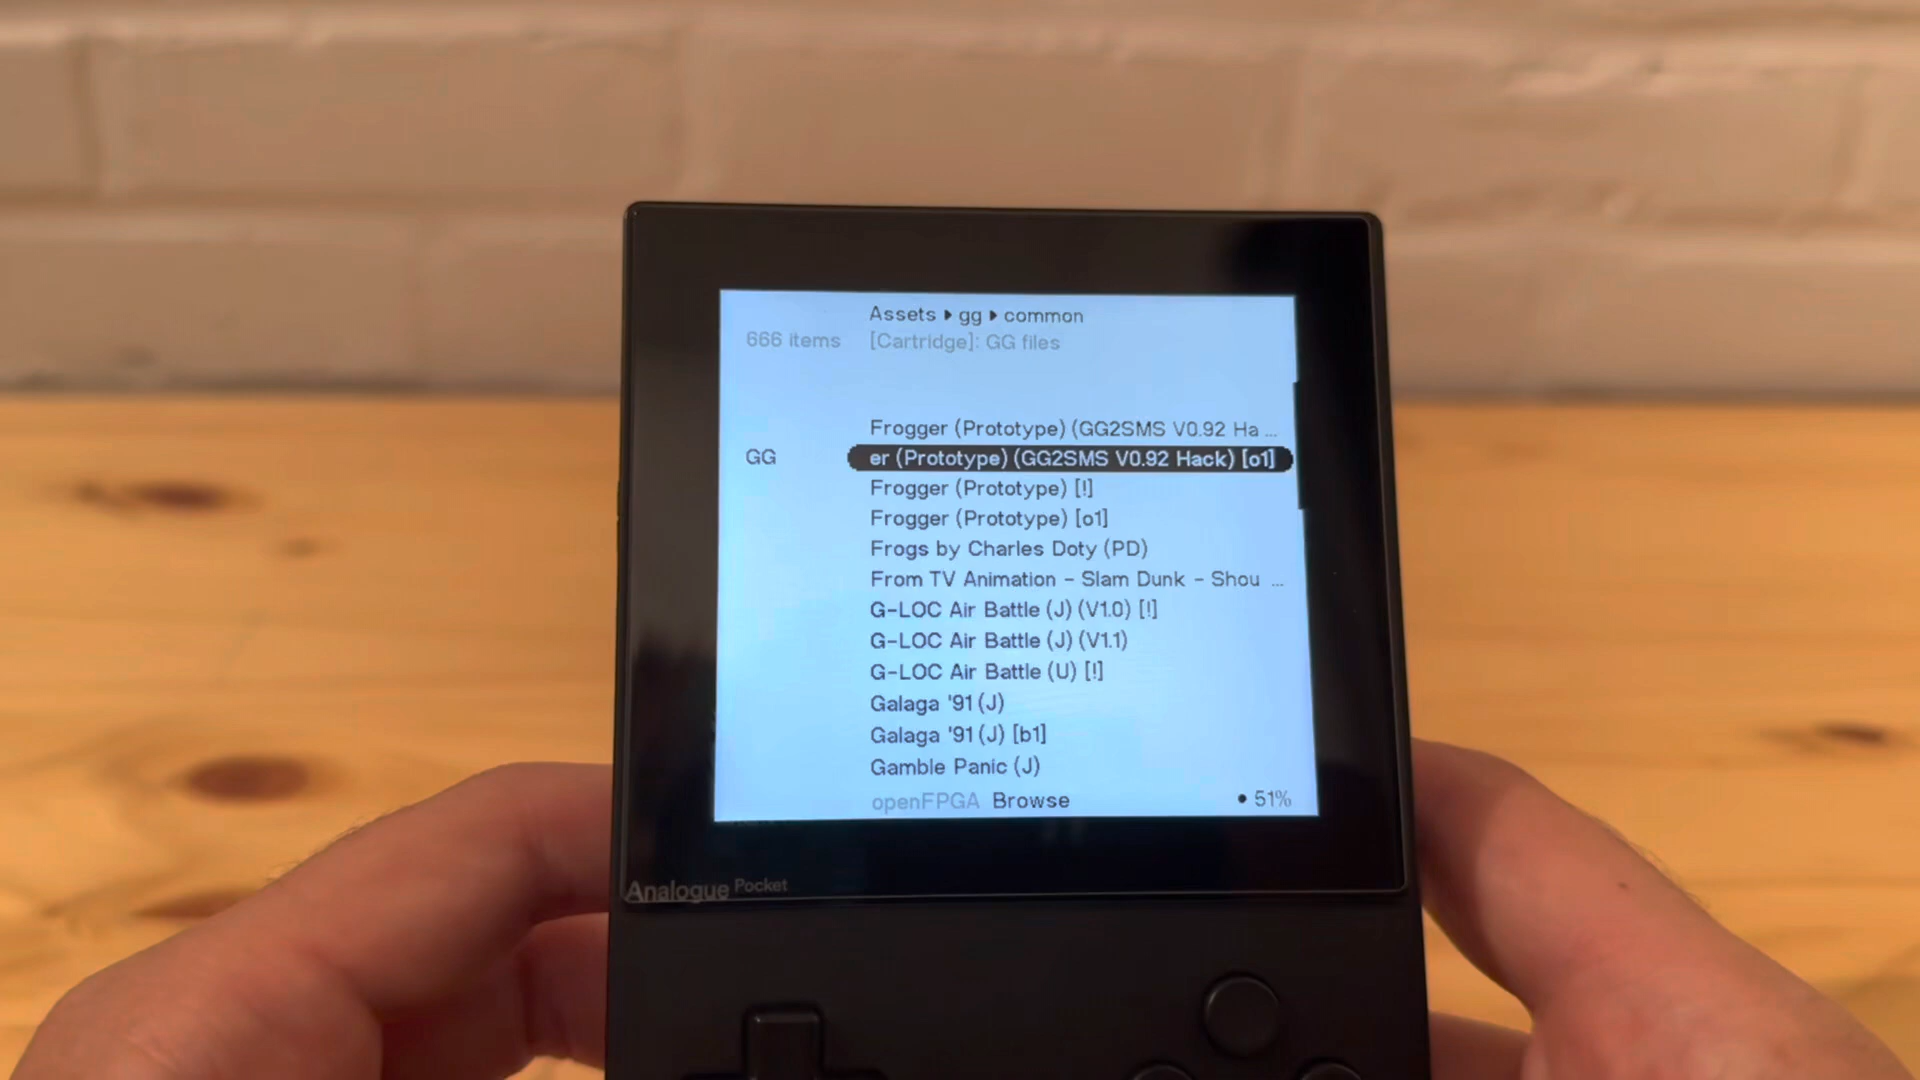 Assets ▸ gg ▸ common
666 items [Cartridge]: GG files
Frogger (Prototype) (GG2SMS V0.92 Ha ...
GG er (Prototype) (GG2SMS V0.92 Hack) [o1]
Frogger (Prototype) [!]
Frogger (Prototype) [o1]
Frogs by Charles Doty (PD)
From TV Animation - Slam Dunk - Shou ...
G-LOC Air Battle (J) (V1.0) [!]
G-LOC Air Battle (J) (V1.1)
G-LOC Air Battle (U) [!]
Galaga '91 (J)
Galaga '91 (J) [b1]
Gamble Panic (J)
openFPGA Browse • 51%
Analogue Pocket